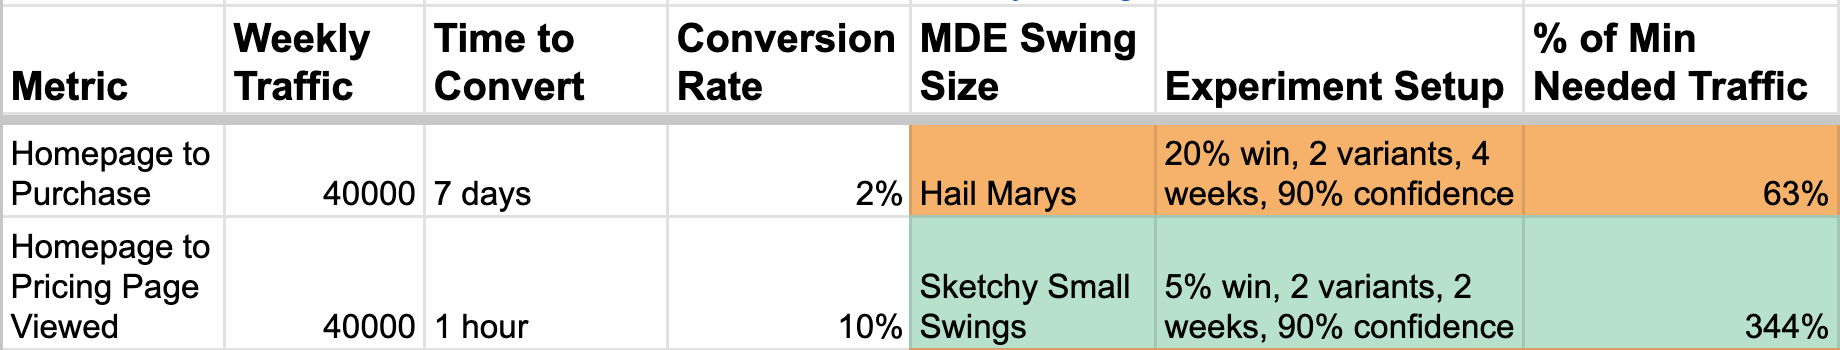 Metric
Weekly
Traffic
Time to
Convert
Conversion
Rate
MDE Swing
Size
Experiment Setup
% of Min
Needed Traffic
Homepage to
Purchase
40000
7 days
2%
Hail Marys
20% win, 2 variants, 4
weeks, 90% confidence
63%
Homepage to
Pricing Page
Viewed
40000
1 hour
10%
Sketchy Small
Swings
5% win, 2 variants, 2
weeks, 90% confidence
344%